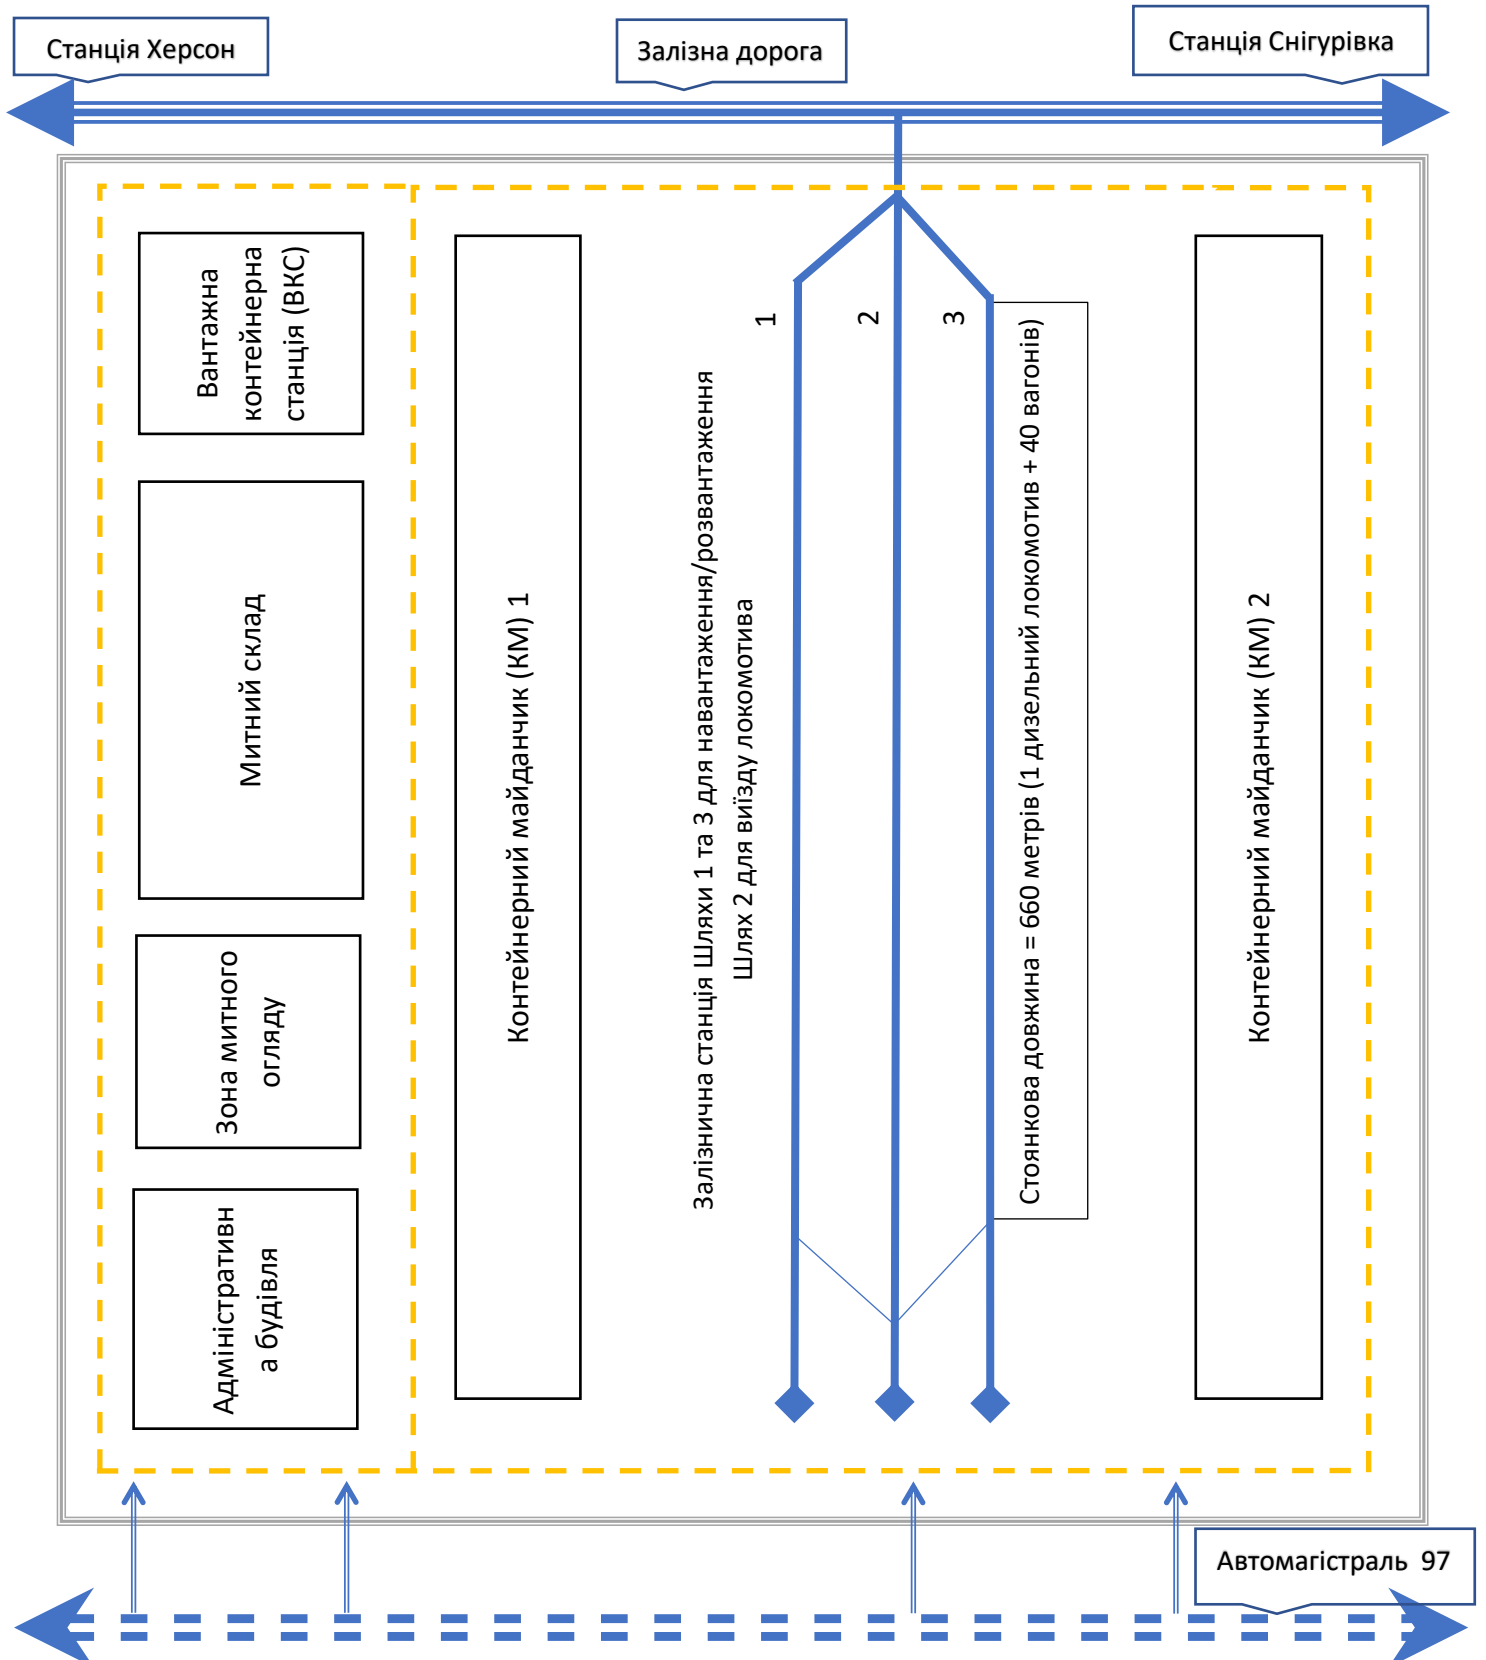 Станція Херсон
Залізна дорога
Станція Снігурівка
Вантажна
контейнерна
станція (ВКС)
Митний склад
Зона митного
огляду
Адміністративн
а будівля
Контейнерний майданчик (КМ) 1
Залізнична станція Шляхи 1 та 3 для навантаження/розвантаження
Шлях 2 для виїзду локомотива
1
2
3
Стоянкова довжина = 660 метрів (1 дизельний локомотив + 40 вагонів)
Контейнерний майданчик (КМ) 2
Автомагістраль 97